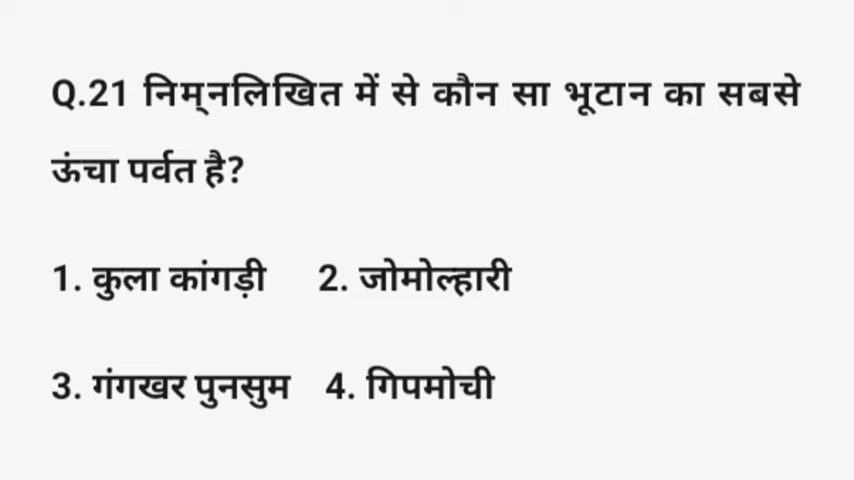 Q.21 निम्नलिखित में से कौन सा भूटान का सबसे
ऊंचा पर्वत है?
1. कुला कांगड़ी 2. जोमोल्हारी
3. गंगखर पुनसुम 4. गिपमोची